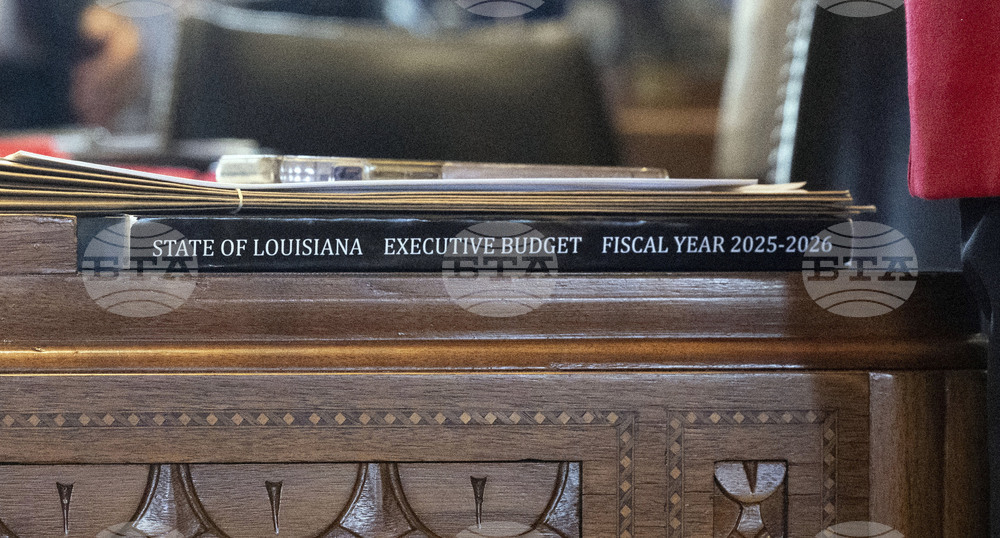 STATE OF LOUISIANA EXECUTIVE BUDGET FISCAL YEAR 2025-2026
БТА БТА БТА